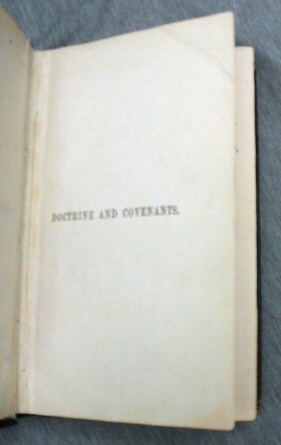 DOCTRINE AND COVENANTS.